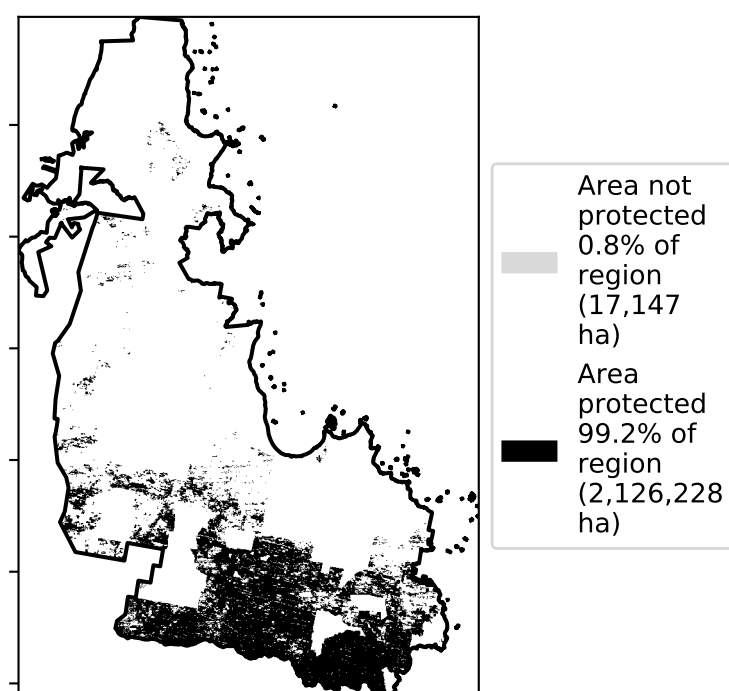 Area not
protected
0.8% of
region
(17,147
ha)
Area
protected
99.2% of
region
(2,126,228
ha)